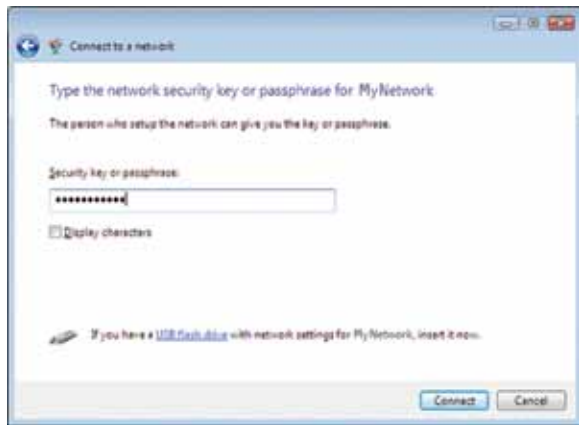 Connect to a network
Type the network security key or passphrase for MyNetwork
The person who setup the network can give you the key or passphrase.
Security key or passphrase:
•••••••••••
Display characters
If you have a USB flash drive with network settings for MyNetwork, insert it now.
Connect Cancel